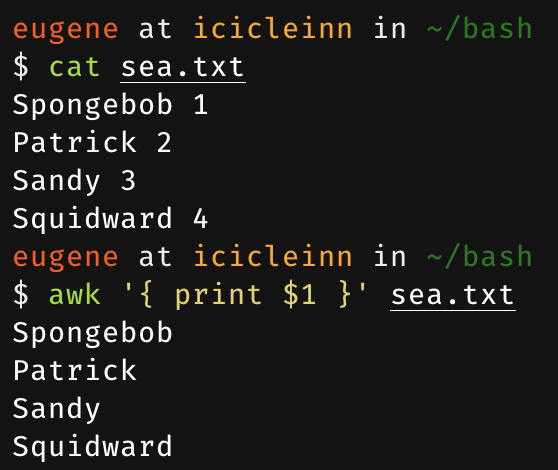 eugene at icicleinn in ~/bash
$ cat sea.txt
Spongebob 1
Patrick 2
Sandy 3
Squidward 4
eugene at icicleinn in ~/bash
$ awk '{ print $1 }' sea.txt
Spongebob
Patrick
Sandy
Squidward